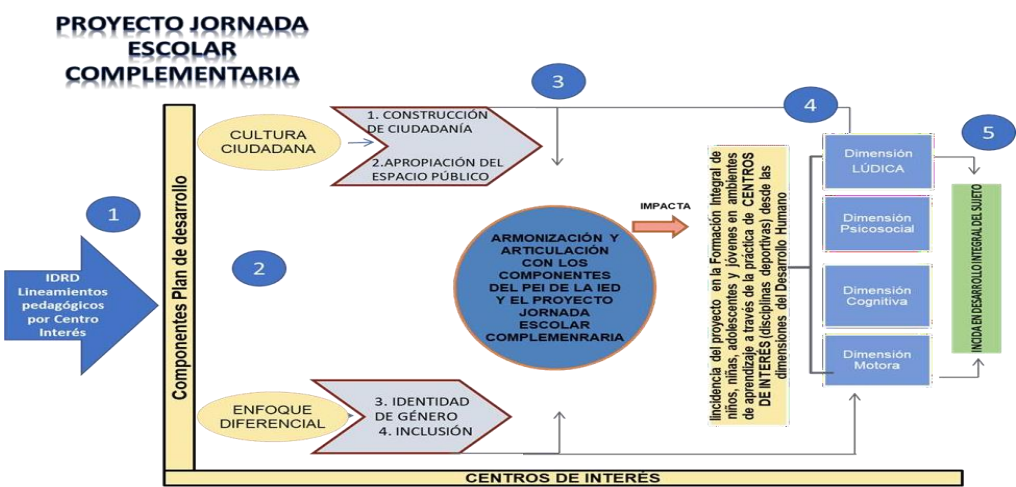 PROYECTO JORNADA
ESCOLAR
COMPLEMENTARIA
1
IDRD
Lineamientos
pedagógicos
por Centro
Interés
Componentes Plan de desarrollo
2
CULTURA
CIUDADANA
1. CONSTRUCCIÓN
DE CIUDADANÍA
2.APROPIACIÓN DEL
ESPACIO PÚBLICO
ENFOQUE
DIFERENCIAL
3. IDENTIDAD
DE GÉNERO
4. INCLUSIÓN
3
ARMONIZACIÓN Y
ARTICULACIÓN
CON LOS
COMPONENTES
DEL PEI DE LA IED
Y EL PROYECTO
JORNADA
ESCOLAR
COMPLEMENRARIA
IMPACTA
Iincidencia del proyecto en la Formación Integral de
niños, niñas, adolescentes y jóvenes en ambientes
de aprendizaje a través de la práctica de CENTROS
DE INTERÉS (disciplinas deportivas) desde las
dimensiones del Desarrollo Humano
4
Dimensión
LÚDICA
Dimensión
Psicosocial
Dimensión
Cognitiva
Dimensión
Motora
5
INCIDA EN DESARROLLO INTEGRAL DEL SUJETO
CENTROS DE INTERÉS